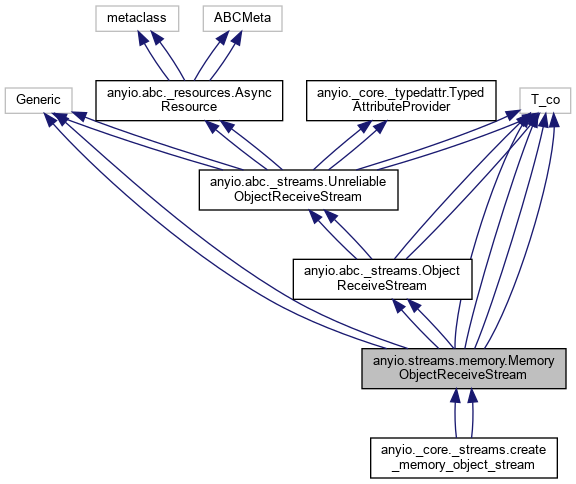 metaclass
ABCMeta
Generic
anyio.abc._resources.Async
Resource
anyio._core._typedattr.Typed
AttributeProvider
T_co
anyio.abc._streams.Unreliable
ObjectReceiveStream
anyio.abc._streams.Object
ReceiveStream
anyio.streams.memory.Memory
ObjectReceiveStream
anyio._core._streams.create
_memory_object_stream